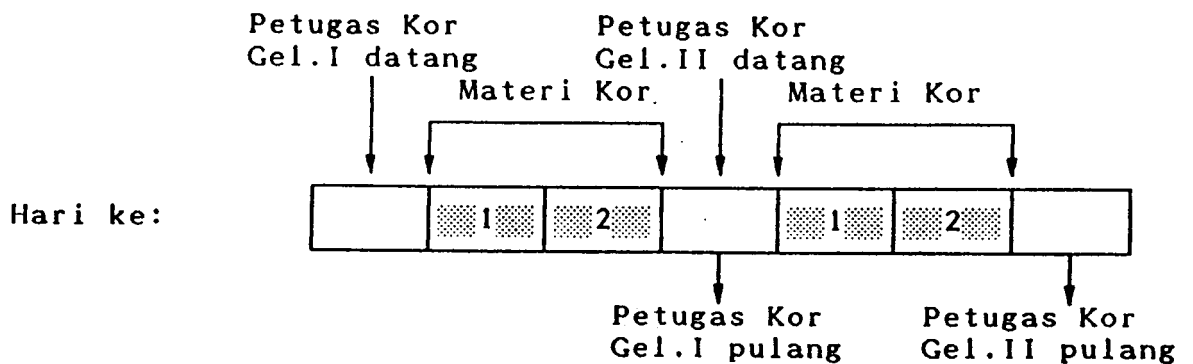 Petugas Kor
Gel.I datang
Petugas Kor
Gel.II datang
Materi Kor.
Materi Kor
Hari ke:
1
2
1
2
Petugas Kor
Gel.I pulang
Petugas Kor
Gel.II pulang